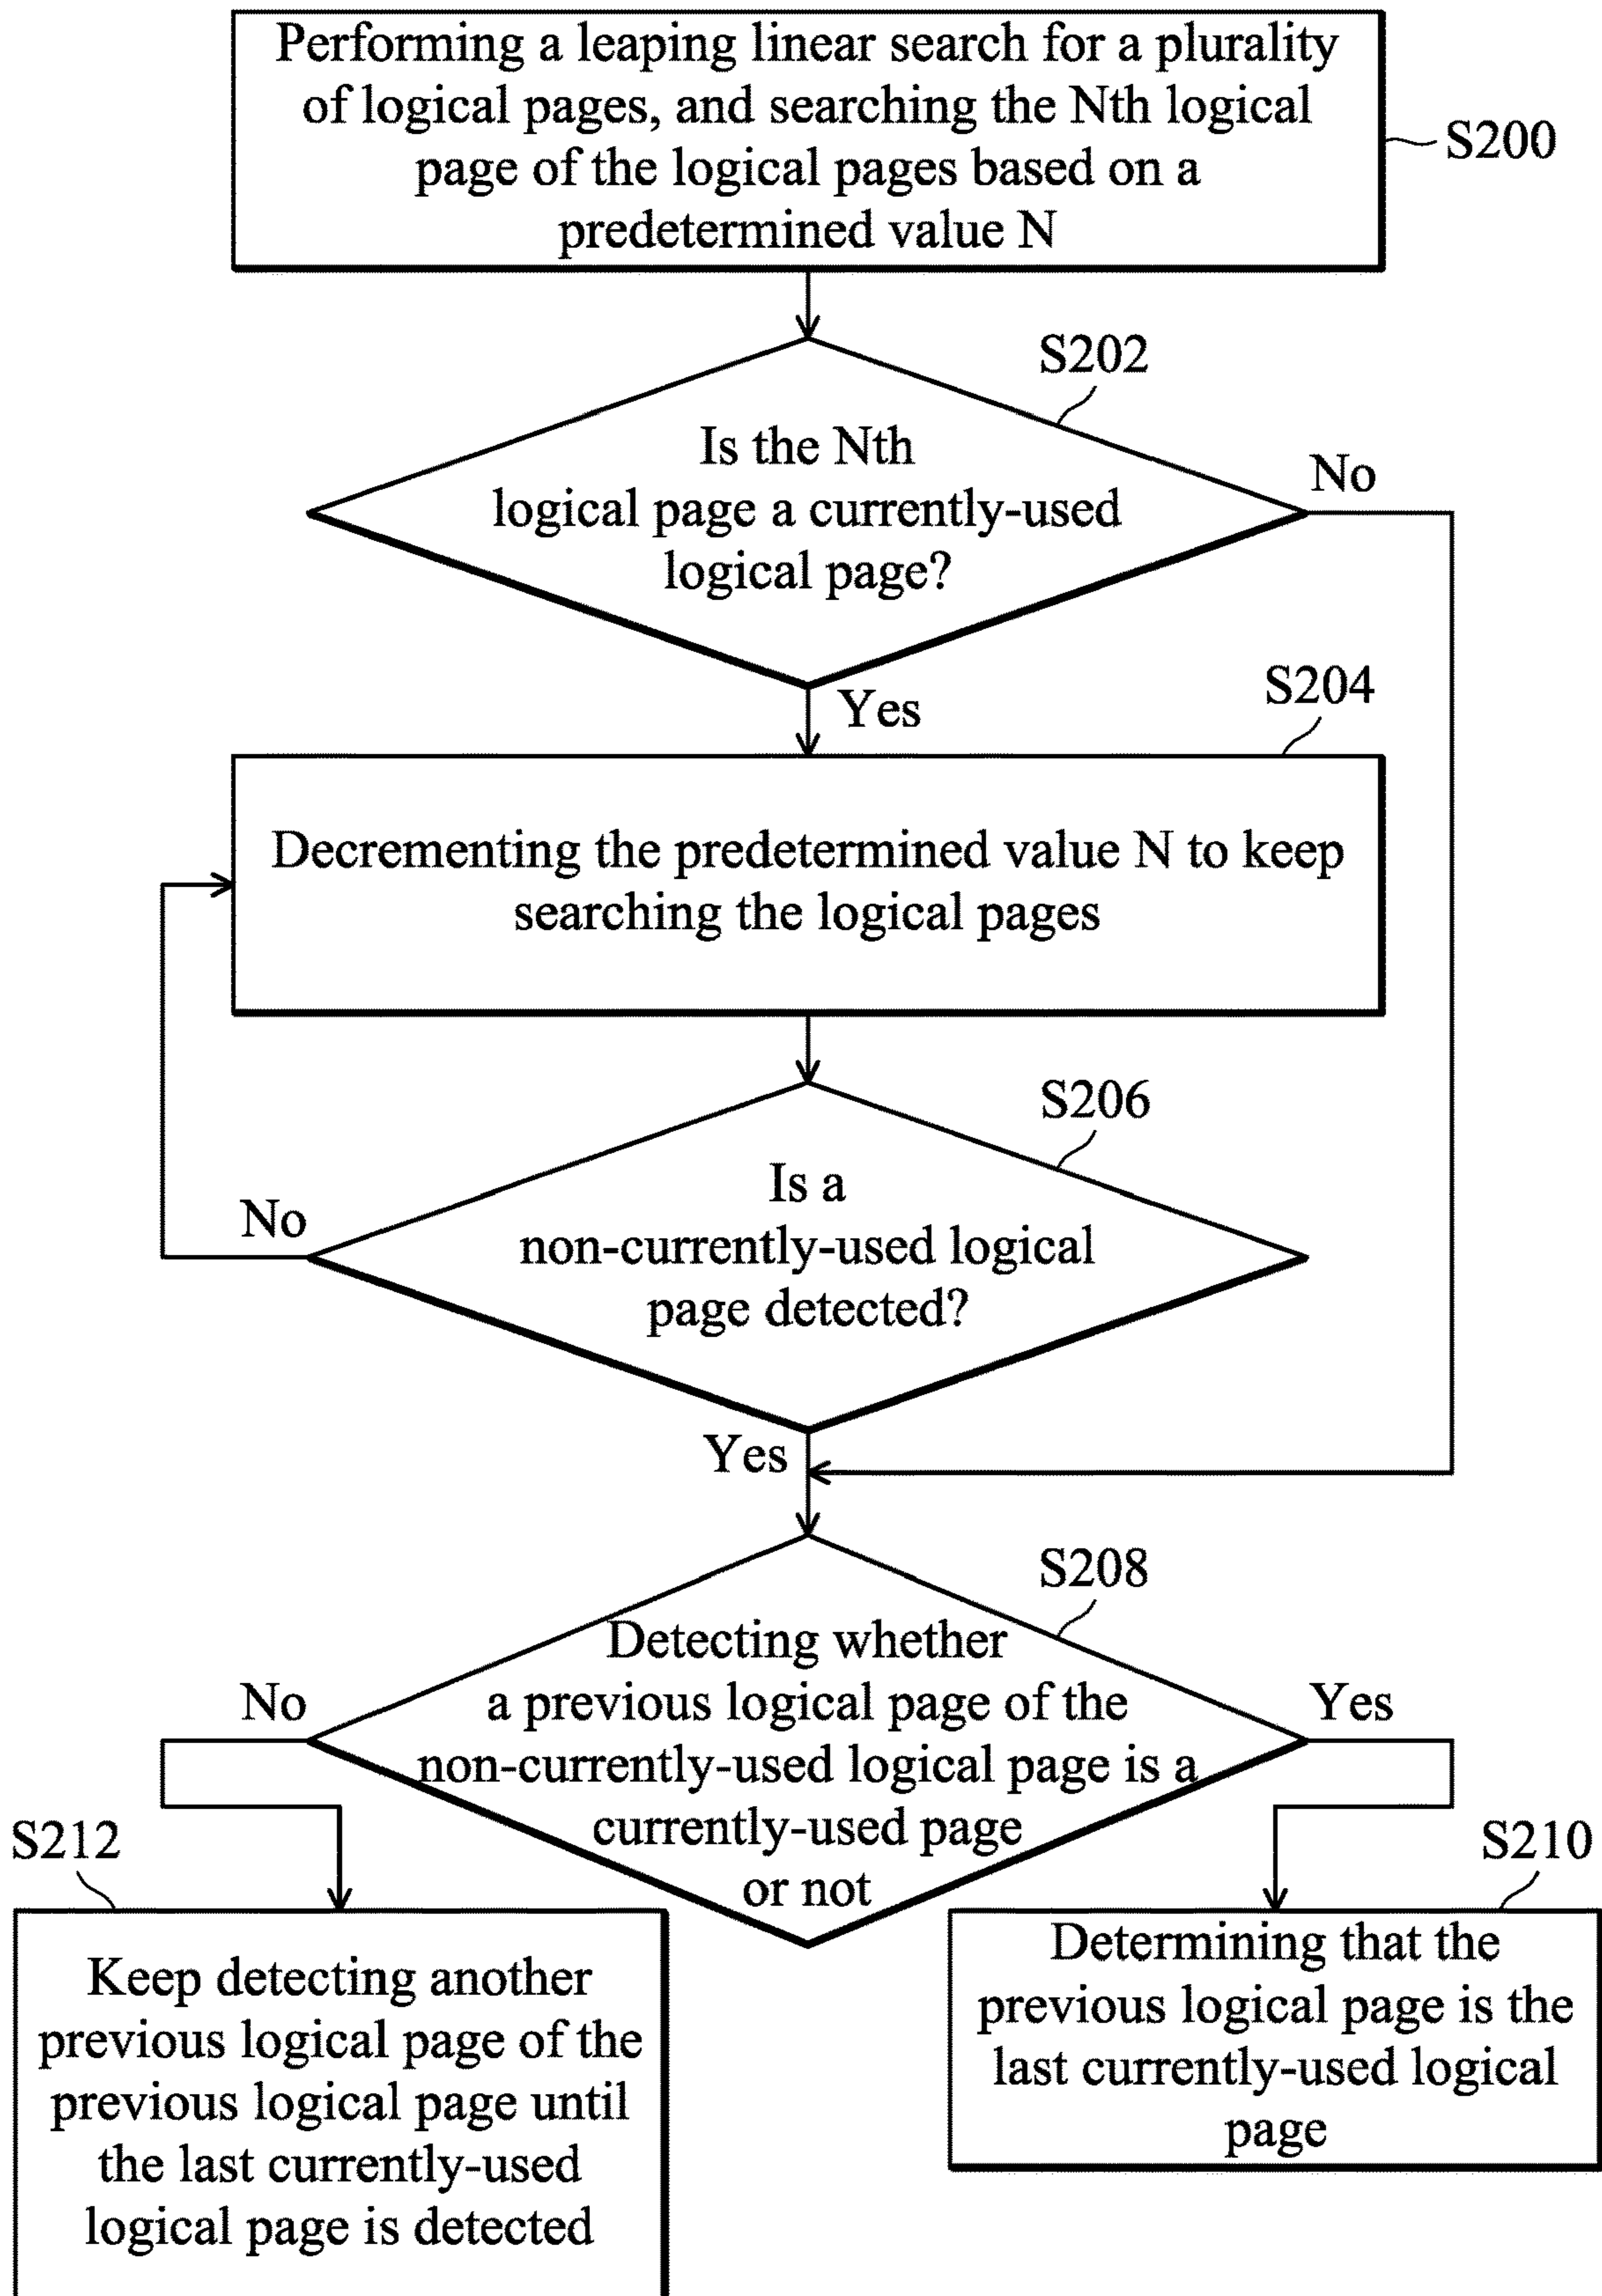 Performing a leaping linear search for a plurality
of logical pages, and searching the Nth logical
page of the logical pages based on a
predetermined value N
S200
S202
Is the Nth
logical page a currently-used
logical page?
No
Yes
S204
Decrementing the predetermined value N to keep
searching the logical pages
S206
Is a
non-currently-used logical
page detected?
No
Yes
S208
Detecting whether
a previous logical page of the
non-currently-used logical page is a
currently-used page
or not
No
Yes
S212
Keep detecting another
previous logical page of the
previous logical page until
the last currently-used
logical page is detected
S210
Determining that the
previous logical page is the
last currently-used logical
page